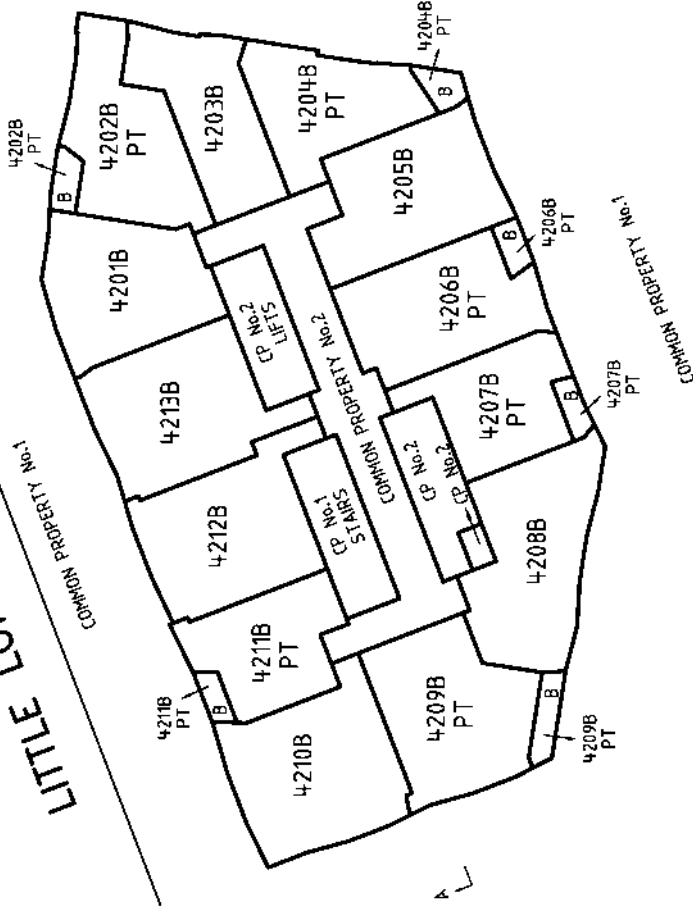 4204B
PT
B
4202B
PT
B
4202B
PT
4203B
4204B
PT
4201B
4205B
CP No.2
LIFTS
B
4206B
PT
4206B
PT
COMMON PROPERTY No.1
4213B
COMMON PROPERTY No.2
4207B
PT
B
4207B
PT
COMMON PROPERTY No.1
4212B
CP No.1
STAIRS
CP No.2
CP No.2
4208B
4211B
PT
B
4211B
PT
4210B
4209B
PT
B
4209B
PT
LITTLE
A